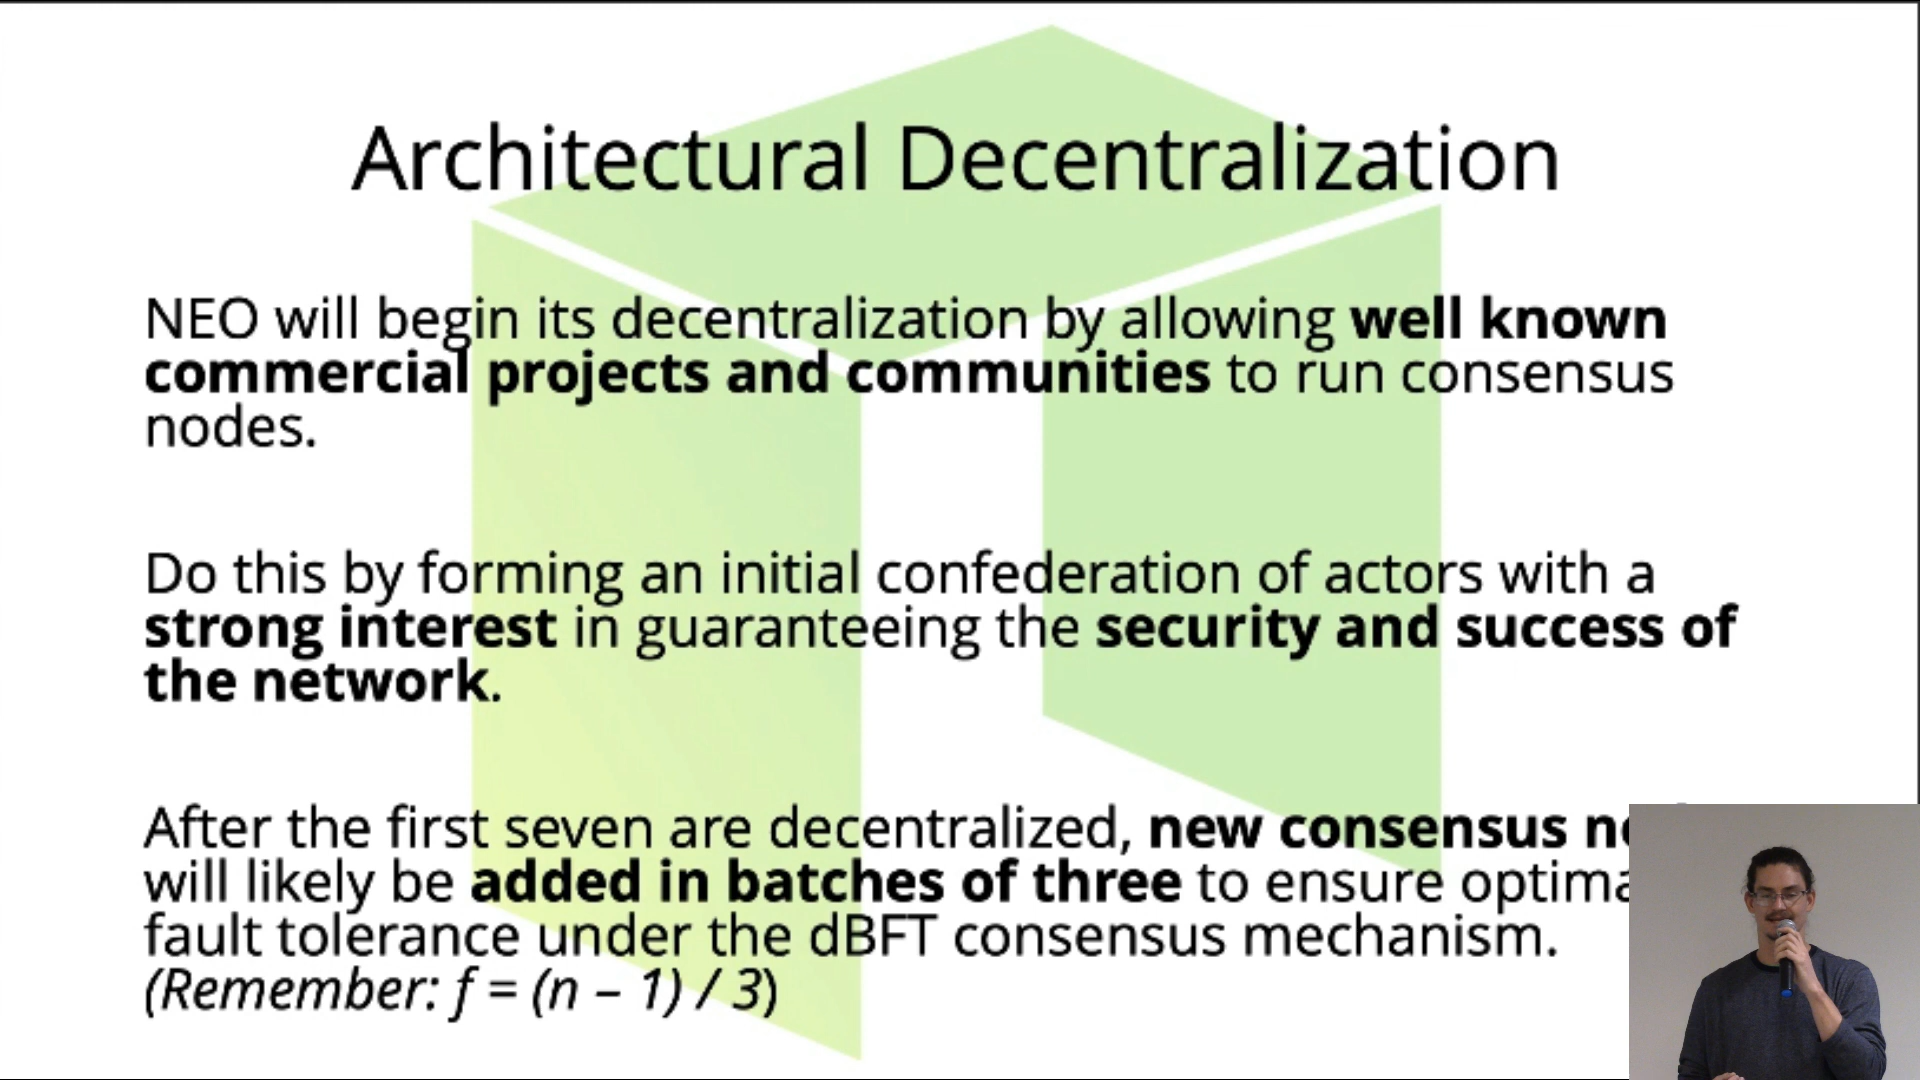 Architectural Decentralization
NEO will begin its decentralization by allowing well known
commercial projects and communities to run consensus
nodes.
Do this by forming an initial confederation of actors with a
strong interest in guaranteeing the security and success of
the network.
After the first seven are decentralized, new consensus
will likely be added in batches of three to ensure
fault tolerance under the dBFT consensus mechanism.
(Remember: f = (n – 1) / 3)